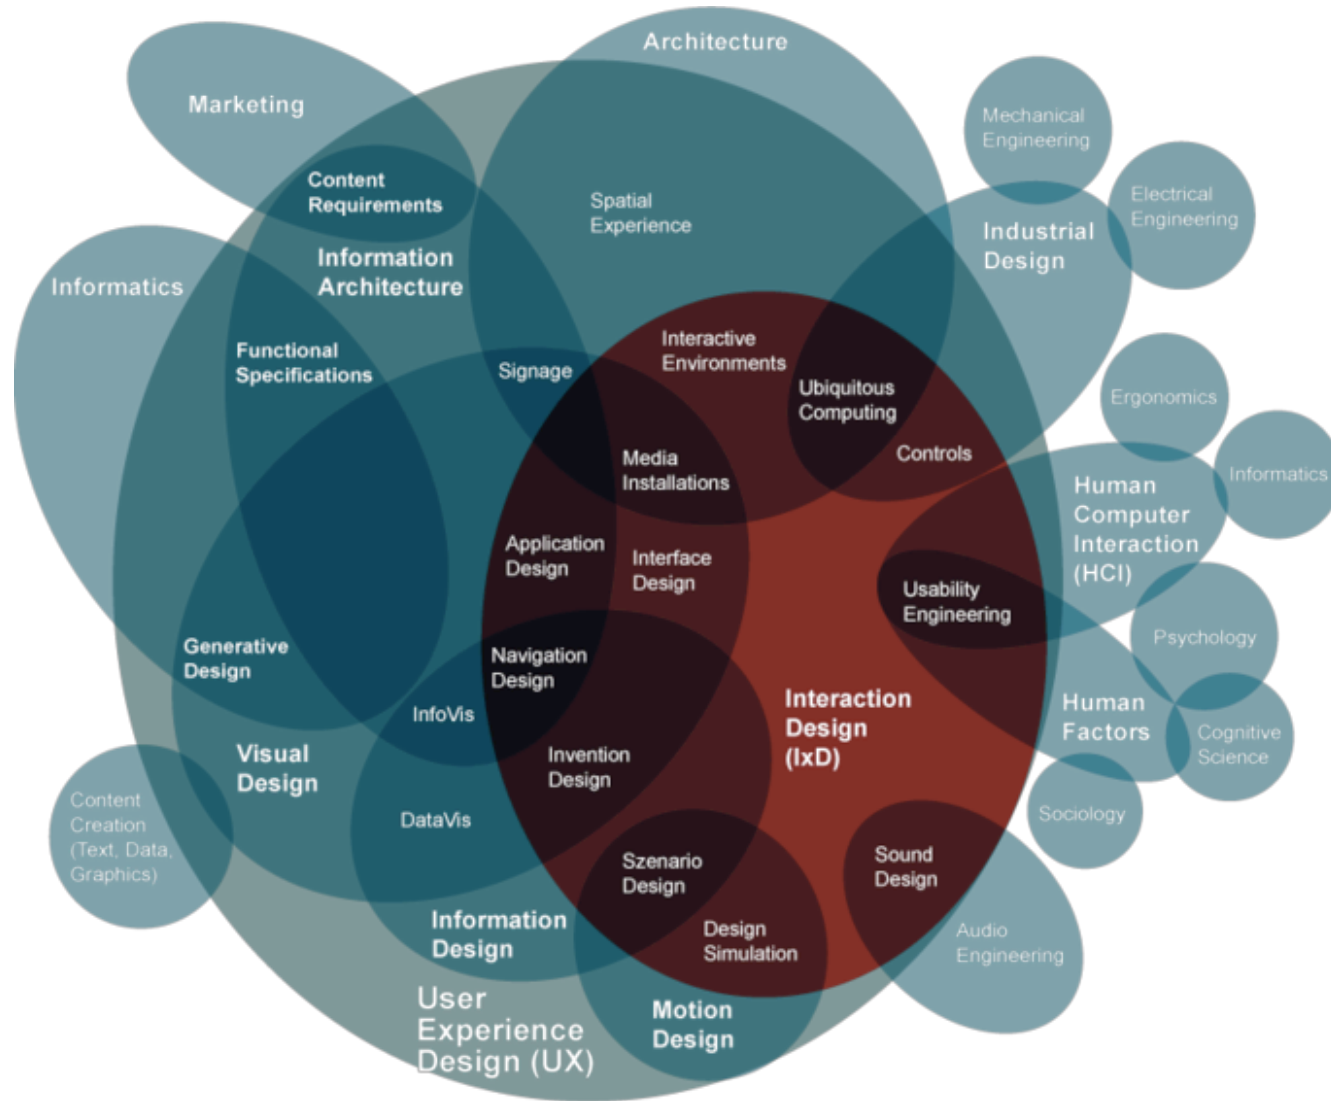 Architecture
Marketing
Mechanical
Engineering
Content
Requirements
Spatial
Experience
Electrical
Engineering
Industrial
Design
Information
Architecture
Informatics
Functional
Specifications
Signage
Interactive
Environments
Ubiquitous
Computing
Ergonomics
Controls
Media
Installations
Informatics
Human
Computer
Interaction
(HCI)
Application
Design
Interface
Design
Usability
Engineering
Generative
Design
Navigation
Design
Psychology
InfoVis
Interaction
Design
(IxD)
Human
Factors
Cognitive
Science
Visual
Design
Invention
Design
Content
Creation
(Text, Data,
Graphics)
DataVis
Sociology
Szenario
Design
Sound
Design
Information
Design
Design
Simulation
Audio
Engineering
User
Experience
Design (UX)
Motion
Design